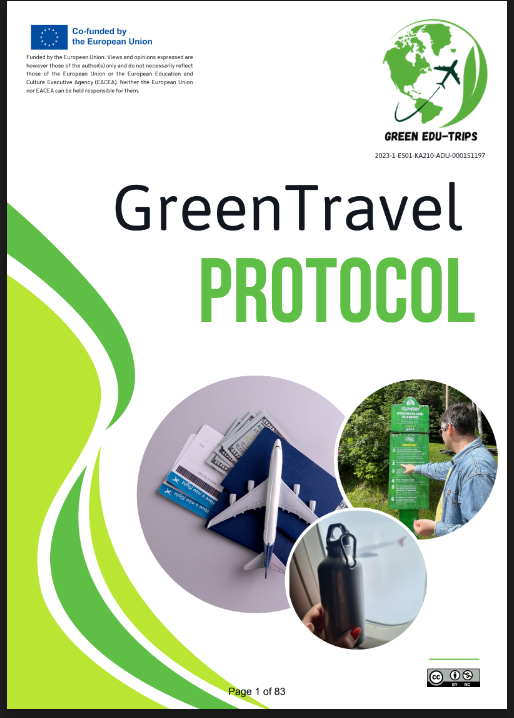 Co-funded by
the European Union
Funded by the European Union. Views and opinions expressed are
however those of the author(s) only and do not necessarily reflect
those of the European Union or the European Education and
Culture Executive Agency (EACEA). Neither the European Union
nor EACEA can be held responsible for them.
GREEN EDU-TRIPS
2023-1-ES01-KA210-ADU-000151197
GreenTravel
PROTOCOL
cc
BY NC
Page 1 of 83